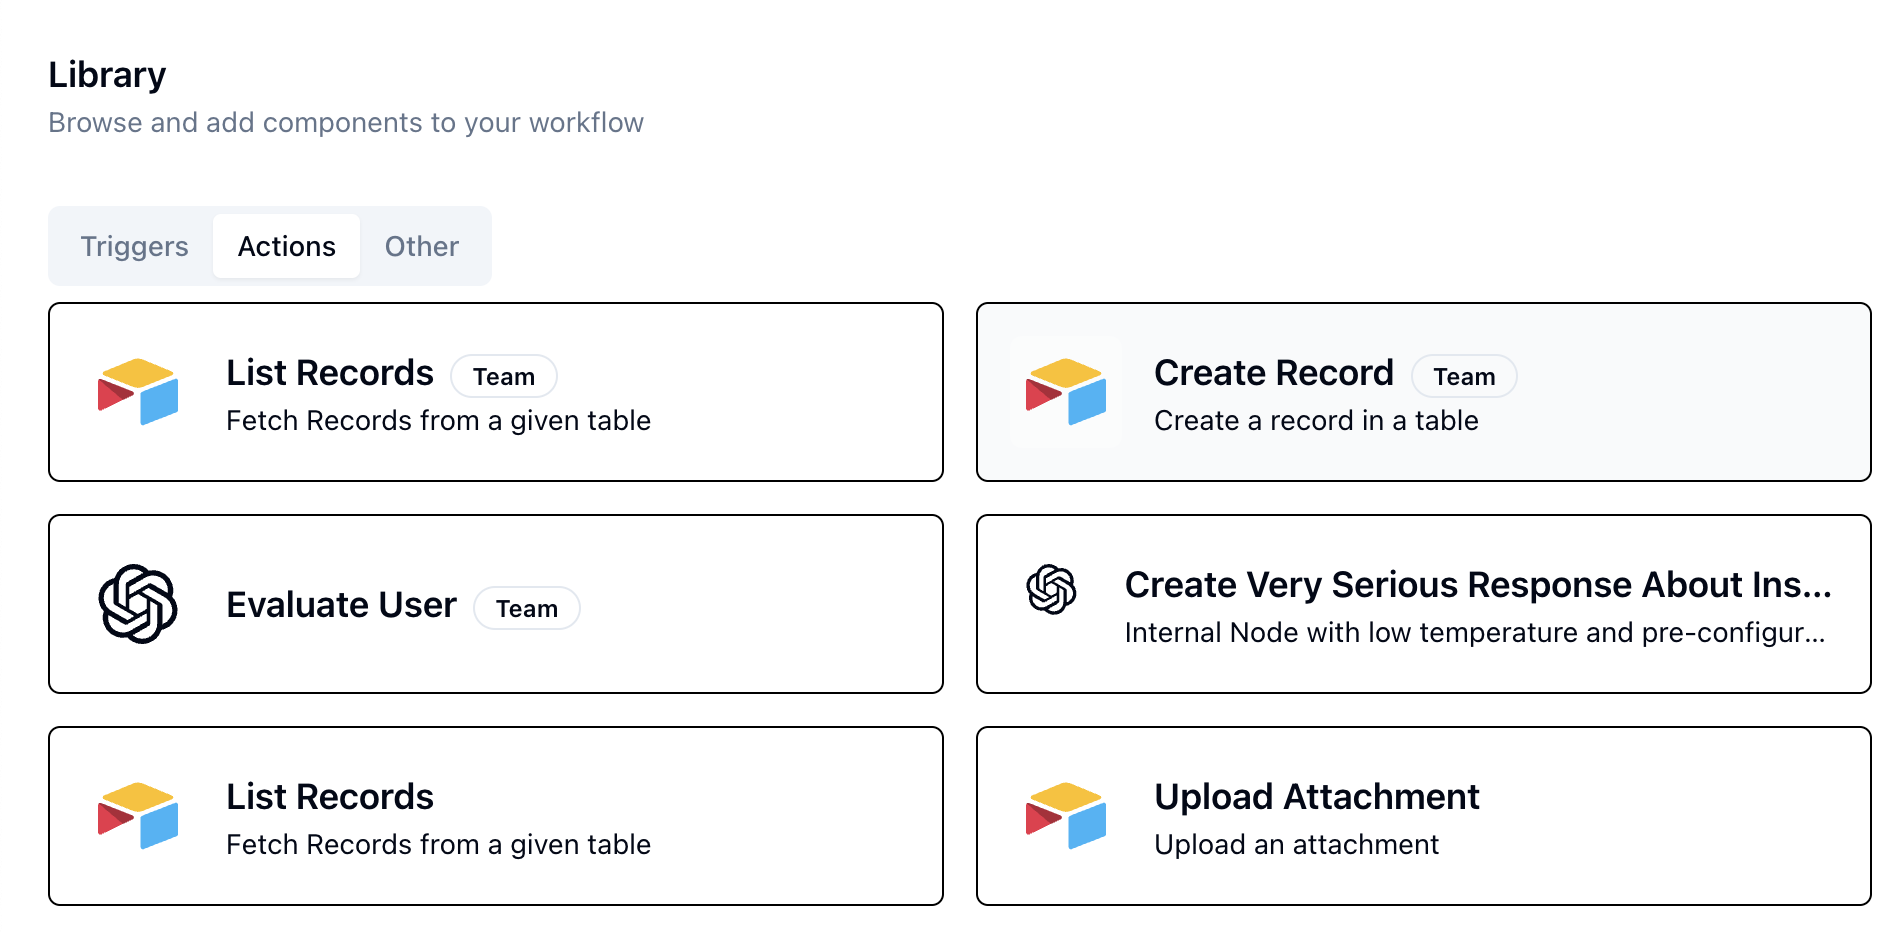 Library
Browse and add components to your workflow
Triggers Actions Other
List Records Team
Fetch Records from a given table
Create Record Team
Create a record in a table
Evaluate User Team
Create Very Serious Response About Ins...
Internal Node with low temperature and pre-configur...
List Records
Fetch Records from a given table
Upload Attachment
Upload an attachment